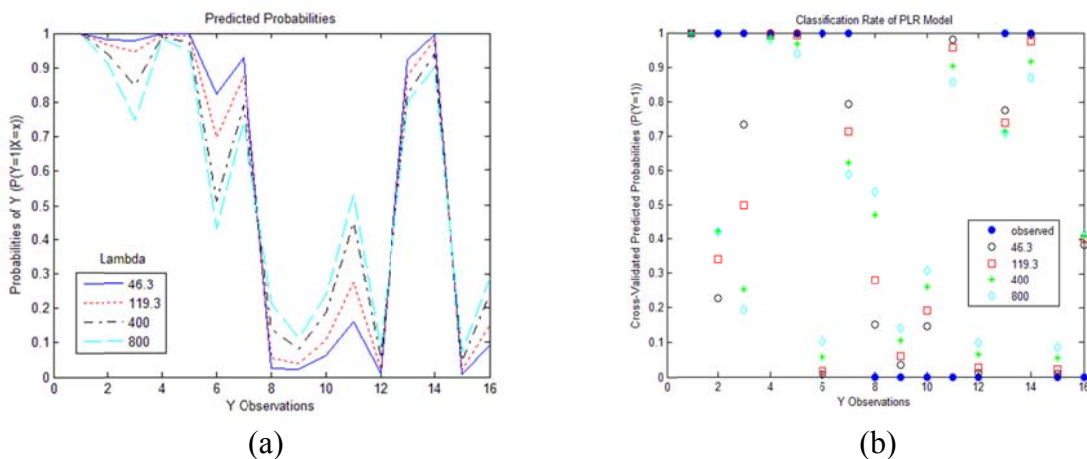 Predicted Probabilities
Probabilities of Y (P(Y=1|X=x))
1
0.9
0.8
0.7
0.6
0.5
0.4
0.3
0.2
0.1
0
Lambda
46.3
119.3
400
800
0 2 4 6 8 10 12 14 16
Y Observations
(a)
Classification Rate of PLR Model
Cross-Validated Predicted Probabilities (P(Y=1)
1
0.9
0.8
0.7
0.6
0.5
0.4
0.3
0.2
0.1
0
observed
46.3
119.3
400
800
0 2 4 6 8 10 12 14 16
Y Observations
(b)